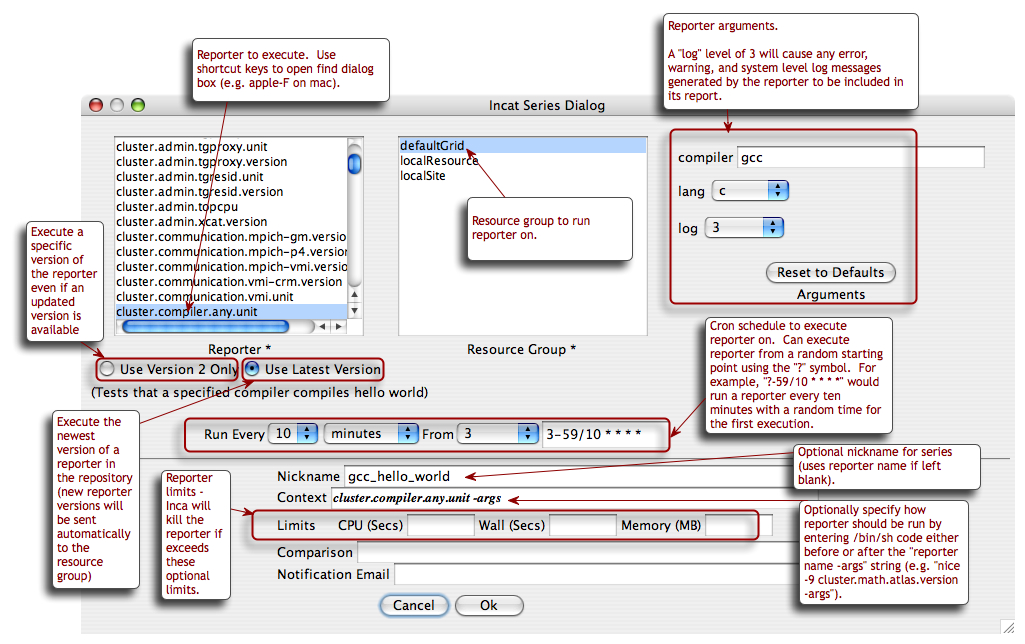 Reporter to execute.  Use
shortcut keys to open find dialog
box (e.g. apple-F on mac).
Reporter arguments.
A "log" level of 3 will cause any error,
warning, and system level log messages
generated by the reporter to be included in
its report.
Incat Series Dialog
cluster.admin.tgproxy.unit
cluster.admin.tgproxy.version
cluster.admin.tgresid.unit
cluster.admin.tgresid.version
cluster.admin.topcpu
cluster.admin.xcat.version
cluster.communication.mpich-gm.versio
cluster.communication.mpich-p4.version
cluster.communication.mpich-vmi.versio
cluster.communication.vmi-crm.version
cluster.communication.vmi.unit
cluster.compiler.any.unit
Reporter *
defaultGrid
localResource
localSite
Resource group to run
reporter on.
Resource Group *
compiler gcc
lang c
log 3
Reset to Defaults
Arguments
Execute a
specific
version of
the reporter
even if an
updated
version is
available
Use Version 2 Only
Use Latest Version
(Tests that a specified compiler compiles hello world)
Cron schedule to execute
reporter on.  Can execute
reporter from a random starting
point using the "?" symbol.  For
example, "?-59/10 * * * *" would
run a reporter every ten
minutes with a random time for
the first execution.
Run Every 10 minutes From 3 3-59/10 * * * *
Execute the
newest
version of a
reporter in
the repository
(new reporter
versions will
be sent
automatically
to the
resource
group)
Reporter
limits -
Inca will
kill the
reporter if
exceeds
these
optional
limits.
Nickname gcc_hello_world
Optional nickname for series
(uses reporter name if left
blank).
Context cluster.compiler.any.unit -args
Optionally specify how
reporter should be run by
entering /bin/sh code either
before or after the "reporter
name -args" string (e.g. "nice
-9 cluster.math.atlas.version
-args").
Limits CPU (Secs) Wall (Secs) Memory (MB)
Comparison
Notification Email
Cancel Ok